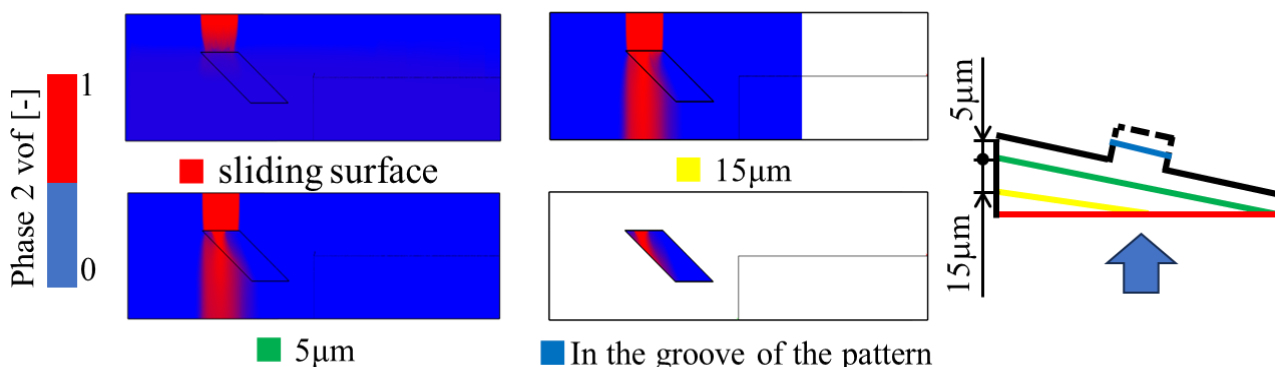 Phase 2 vof [-]
1
0
sliding surface
15μm
5μm
In the groove of the pattern
5μm
15μm